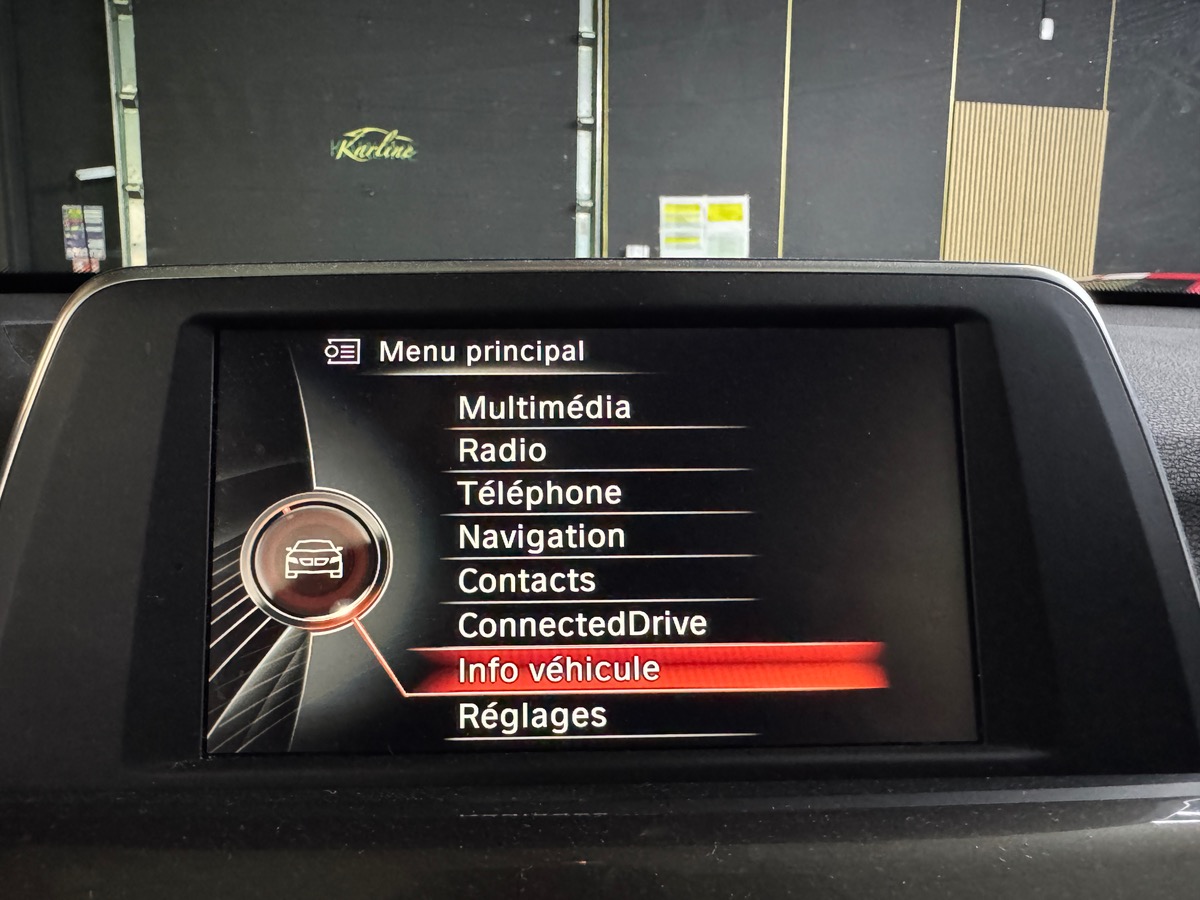 Karline
Menu principal
Multimédia
Radio
Téléphone
Navigation
Contacts
ConnectedDrive
Info véhicule
Réglages